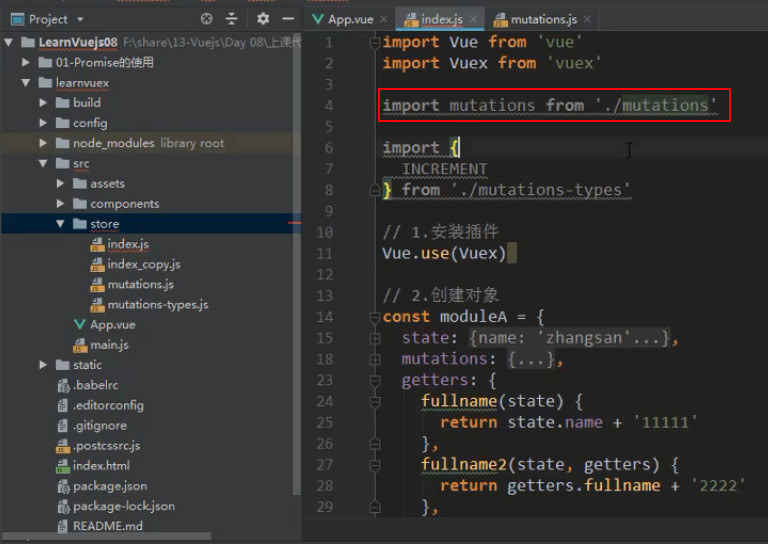 Project
App.vue
index.js
mutations.js
LearnVuejs08 F:\share\13-Vuejs\Day 08\上课代
01-Promise的使用
learnvuex
build
config
node_modules library root
src
assets
components
store
index.js
index_copy.js
mutations.js
mutations-types.js
App.vue
main.js
static
.babelrc
.editorconfig
.gitignore
.postcssrc.js
index.html
package.json
package-lock.json
README.md
1 import Vue from 'vue'
2 import Vuex from 'vuex'
3
4 import mutations from './mutations'
5
6 import {
7 INCREMENT
8 } from './mutations-types'
9
10 // 1.安装插件
11 Vue.use(Vuex)
12
13 // 2.创建对象
14 const moduleA = {
15 state: {name: 'zhangsan'...},
18 mutations: {...},
23 getters: {
24 fullname(state) {
25 return state.name + '11111'
26 },
27 fullname2(state, getters) {
28 return getters.fullname + '2222'
29 },